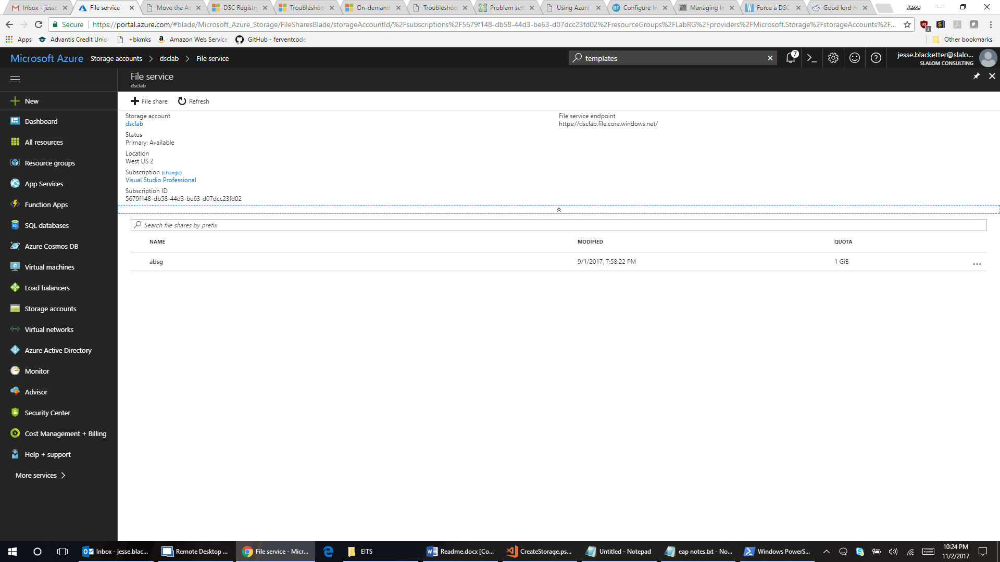 Inbox - jesse
File service -
Move the Az
DSC Registry
Troubleshoo
On-demand
Troubleshoo
Problem sett
Using Azure
Configure In
Managing la
Force a DSC
Good lord h
Jesse
Secure
https://portal.azure.com/#blade/Microsoft_Azure_Storage/FileSharesBlade/storageAccountId/%2Fsubscriptions%2F5679f148-db58-44d3-be63-d07dcc23fd02%2FresourceGroups%2FLabRG%2Fproviders%2FMicrosoft.Storage%2FstorageAccounts%2F...
3
Apps
Advantis Credit Union
+bkmks
Amazon Web Service
GitHub - ferventcode
Other bookmarks
Microsoft Azure
Storage accounts
dsclab
File service
templates
7
jesse.blacketter@slalo...
SLALOM CONSULTING
File service
dsclab
New
File share
Refresh
Dashboard
All resources
Resource groups
App Services
Function Apps
SQL databases
Azure Cosmos DB
Virtual machines
Load balancers
Storage accounts
Virtual networks
Azure Active Directory
Monitor
Advisor
Security Center
Cost Management + Billing
Help + support
More services
Storage account
dsclab
Status
Primary: Available
Location
West US 2
Subscription (change)
Visual Studio Professional
Subscription ID
5679f148-db58-44d3-be63-d07dcc23fd02
File service endpoint
https://dsclab.file.core.windows.net/
Search file shares by prefix
NAME MODIFIED QUOTA
absg 9/1/2017, 7:58:22 PM 1 GiB ...
Inbox - jesse.blac...
Remote Desktop ...
File service - Micr...
EITS
Readme.docx [Co...
CreateStorage.ps...
Untitled - Notepad
eap notes.txt - No...
Windows PowerS...
10:24 PM
11/2/2017